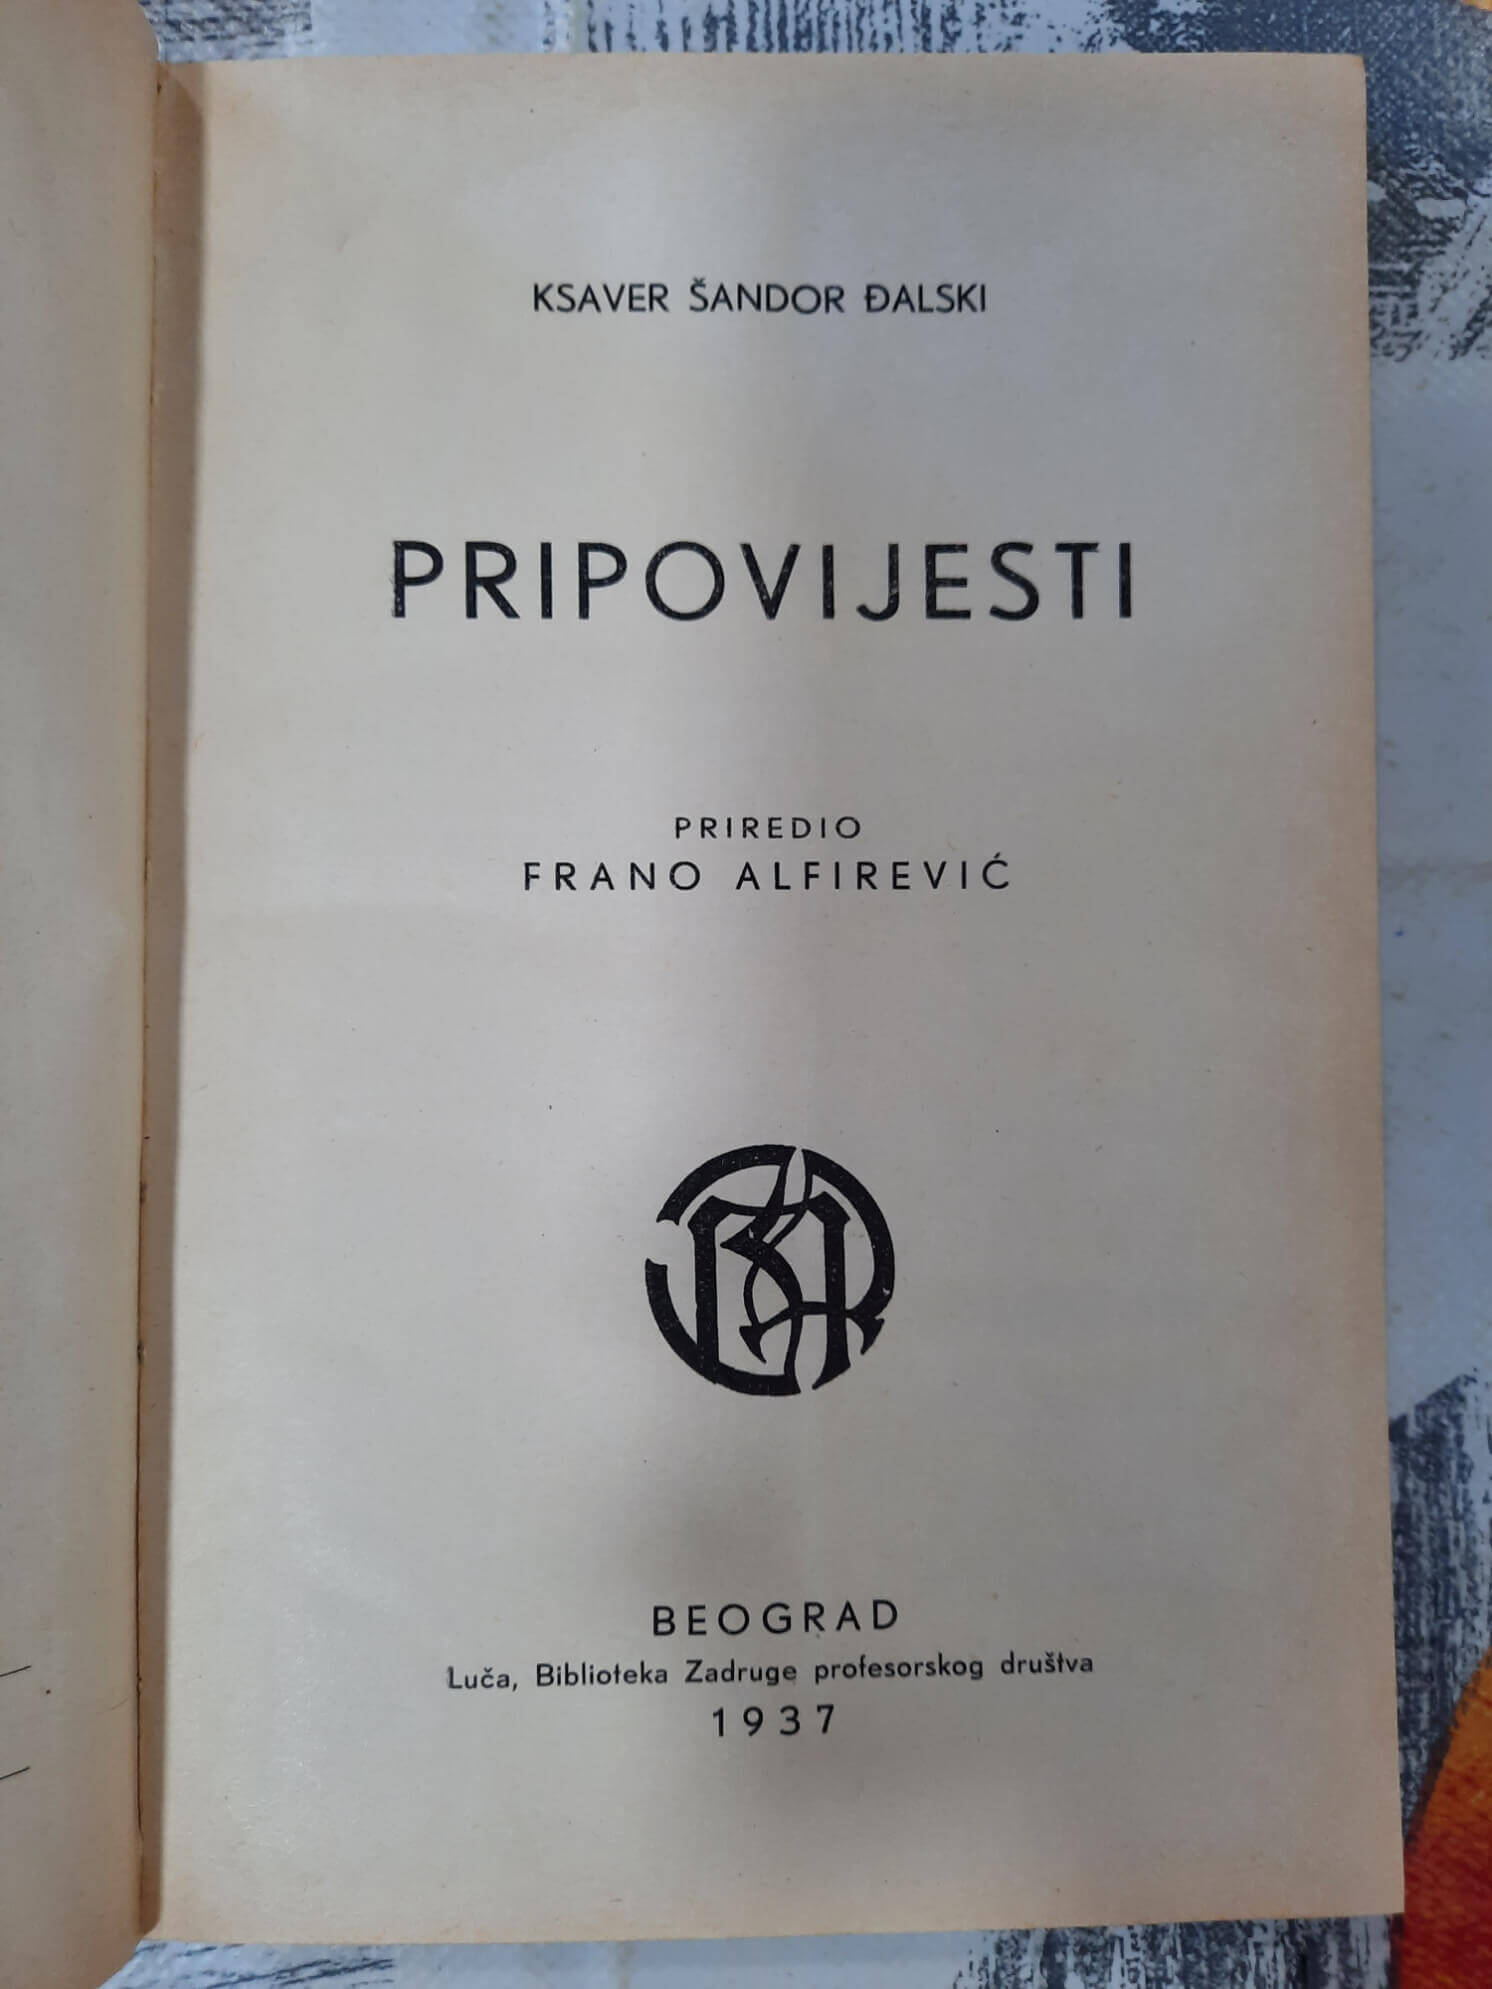 KSAVER ŠANDOR ĐALSKI
PRIPOVIJESTI
PRIREDIO
FRANO ALFIREVIĆ
BEOGRAD
Luča, Biblioteka Zadruge profesorskog društva
1937